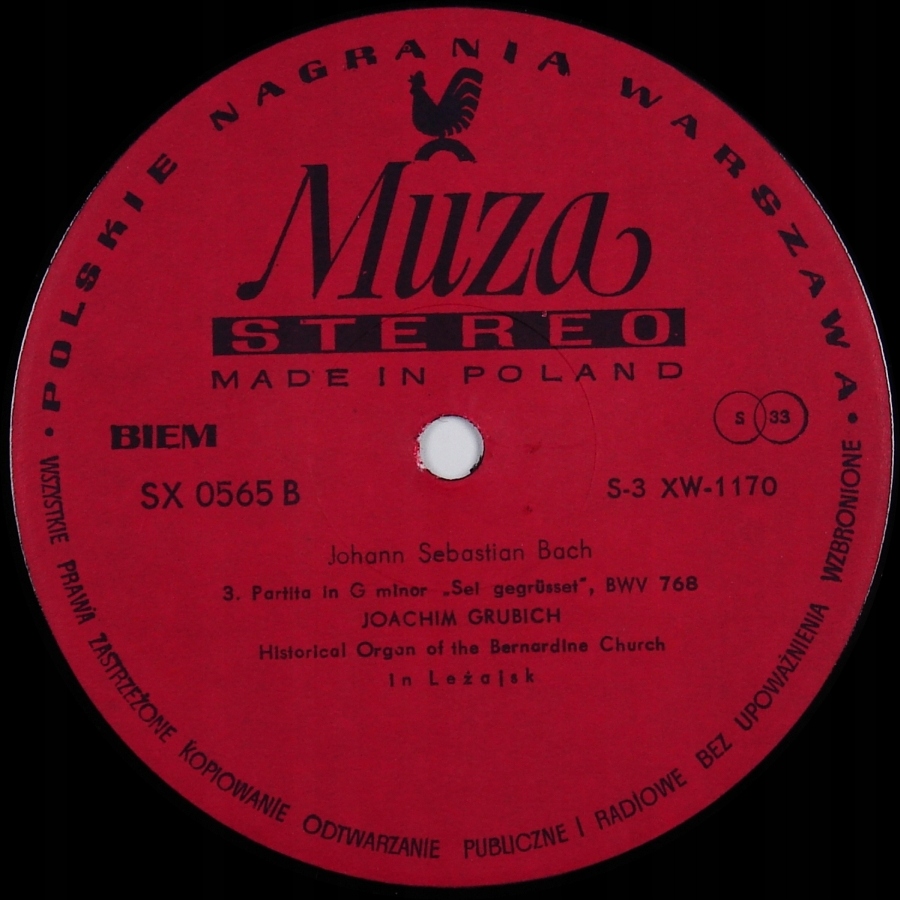 • POLSKIE NAGRANIA WARSZAWA •
Muza
STEREO
MADE IN POLAND
BIEM
S 33
SX 0565 B
S-3 XW-1170
Johann Sebastian Bach
3. Partita in G minor „Sei gegrüsset", BWV 768
JOACHIM GRUBICH
Historical Organ of the Bernardine Church
in Leżajsk
WSZYSTKIE PRAWA ZASTRZEŻONE KOPIOWANIE ODTWARZANIE PUBLICZNE I RADIOWE BEZ UPOWAŻNIENIA WZBRONIONE